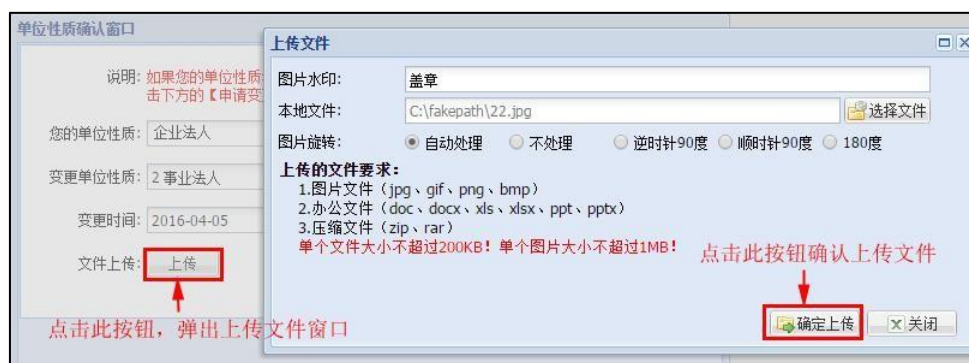 单位性质确认窗口
说明: 如果您的单位性质
击下方的【申请变
您的单位性质: 企业法人
变更单位性质: 2 事业法人
变更时间: 2016-04-05
文件上传: 上传
点击此按钮，弹出上传文件窗口
上传文件
图片水印: 盖章
本地文件: C:\fakepath\22.jpg 选择文件
图片旋转: 自动处理 不处理 逆时针90度 顺时针90度 180度
上传的文件要求：
1.图片文件（jpg、gif、png、bmp）
2.办公文件（doc、docx、xls、xlsx、ppt、pptx）
3.压缩文件（zip、rar）
单个文件大小不超过200KB！单个图片大小不超过1MB！
点击此按钮确认上传文件
确定上传 关闭